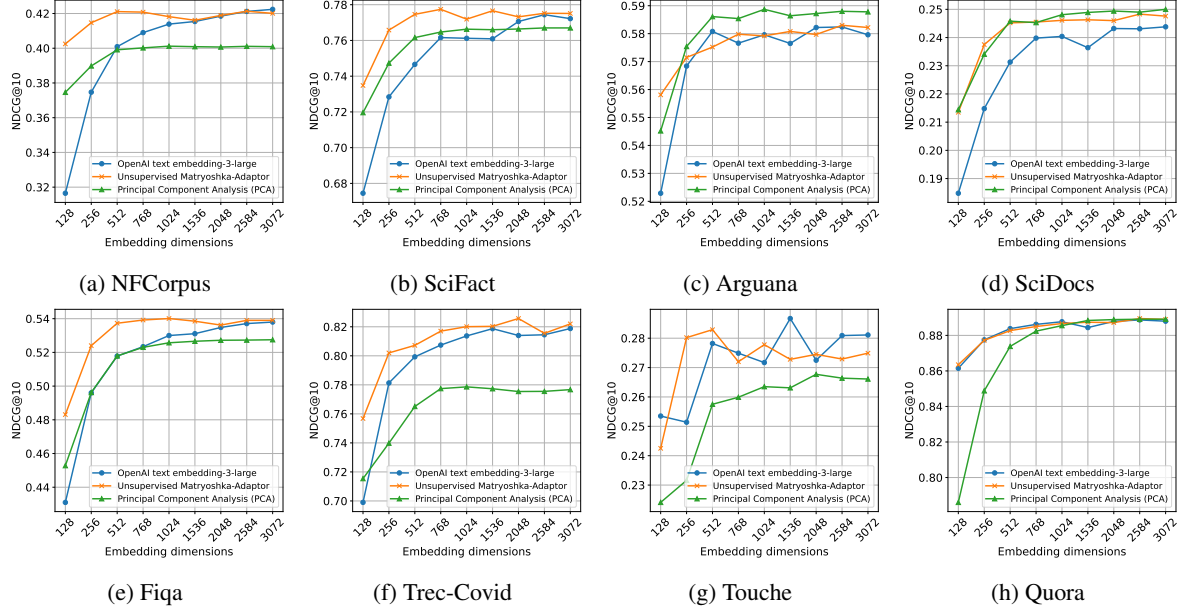 NDCG@10
0.42
0.40
0.38
0.36
0.34
0.32
OpenAI text embedding-3-large
Unsupervised Matryoshka-Adaptor
Principal Component Analysis (PCA)
128 256 512 768 1024 1536 2048 2584 3072
Embedding dimensions
(a) NFCorpus
NDCG@10
0.78
0.76
0.74
0.72
0.70
0.68
OpenAI text embedding-3-large
Unsupervised Matryoshka-Adaptor
Principal Component Analysis (PCA)
128 256 512 768 1024 1536 2048 2584 3072
Embedding dimensions
(b) SciFact
NDCG@10
0.59
0.58
0.57
0.56
0.55
0.54
0.53
0.52
OpenAI text embedding-3-large
Unsupervised Matryoshka-Adaptor
Principal Component Analysis (PCA)
128 256 512 768 1024 1536 2048 2584 3072
Embedding dimensions
(c) Arguana
NDCG@10
0.25
0.24
0.23
0.22
0.21
0.20
0.19
OpenAI text embedding-3-large
Unsupervised Matryoshka-Adaptor
Principal Component Analysis (PCA)
128 256 512 768 1024 1536 2048 2584 3072
Embedding dimensions
(d) SciDocs
NDCG@10
0.54
0.52
0.50
0.48
0.46
0.44
OpenAI text embedding-3-large
Unsupervised Matryoshka-Adaptor
Principal Component Analysis (PCA)
128 256 512 768 1024 1536 2048 2584 3072
Embedding dimensions
(e) Fiqa
NDCG@10
0.82
0.80
0.78
0.76
0.74
0.72
0.70
OpenAI text embedding-3-large
Unsupervised Matryoshka-Adaptor
Principal Component Analysis (PCA)
128 256 512 768 1024 1536 2048 2584 3072
Embedding dimensions
(f) Trec-Covid
NDCG@10
0.28
0.27
0.26
0.25
0.24
0.23
OpenAI text embedding-3-large
Unsupervised Matryoshka-Adaptor
Principal Component Analysis (PCA)
128 256 512 768 1024 1536 2048 2584 3072
Embedding dimensions
(g) Touche
NDCG@10
0.88
0.86
0.84
0.82
0.80
OpenAI text embedding-3-large
Unsupervised Matryoshka-Adaptor
Principal Component Analysis (PCA)
128 256 512 768 1024 1536 2048 2584 3072
Embedding dimensions
(h) Quora